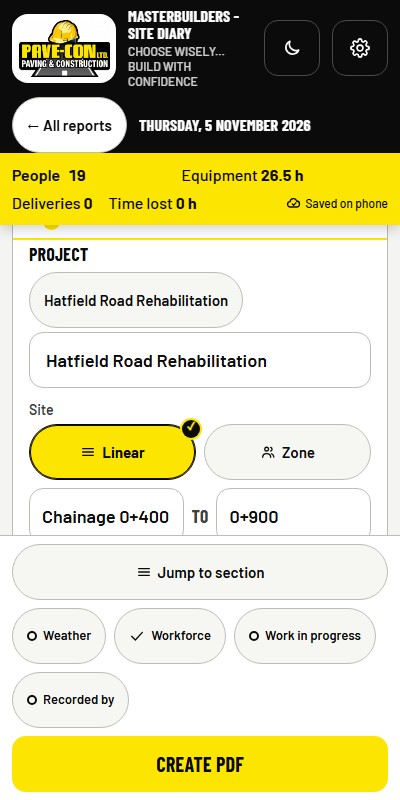 PAVE-CON LTD.
PAVING & CONSTRUCTION
MASTERBUILDERS -
SITE DIARY
CHOOSE WISELY...
BUILD WITH
CONFIDENCE
← All reports
THURSDAY, 5 NOVEMBER 2026
People 19
Equipment 26.5 h
Deliveries 0
Time lost 0 h
Saved on phone
PROJECT
Hatfield Road Rehabilitation
Hatfield Road Rehabilitation
Site
Linear
Zone
Chainage 0+400
TO
0+900
Jump to section
Weather
Workforce
Work in progress
Recorded by
CREATE PDF